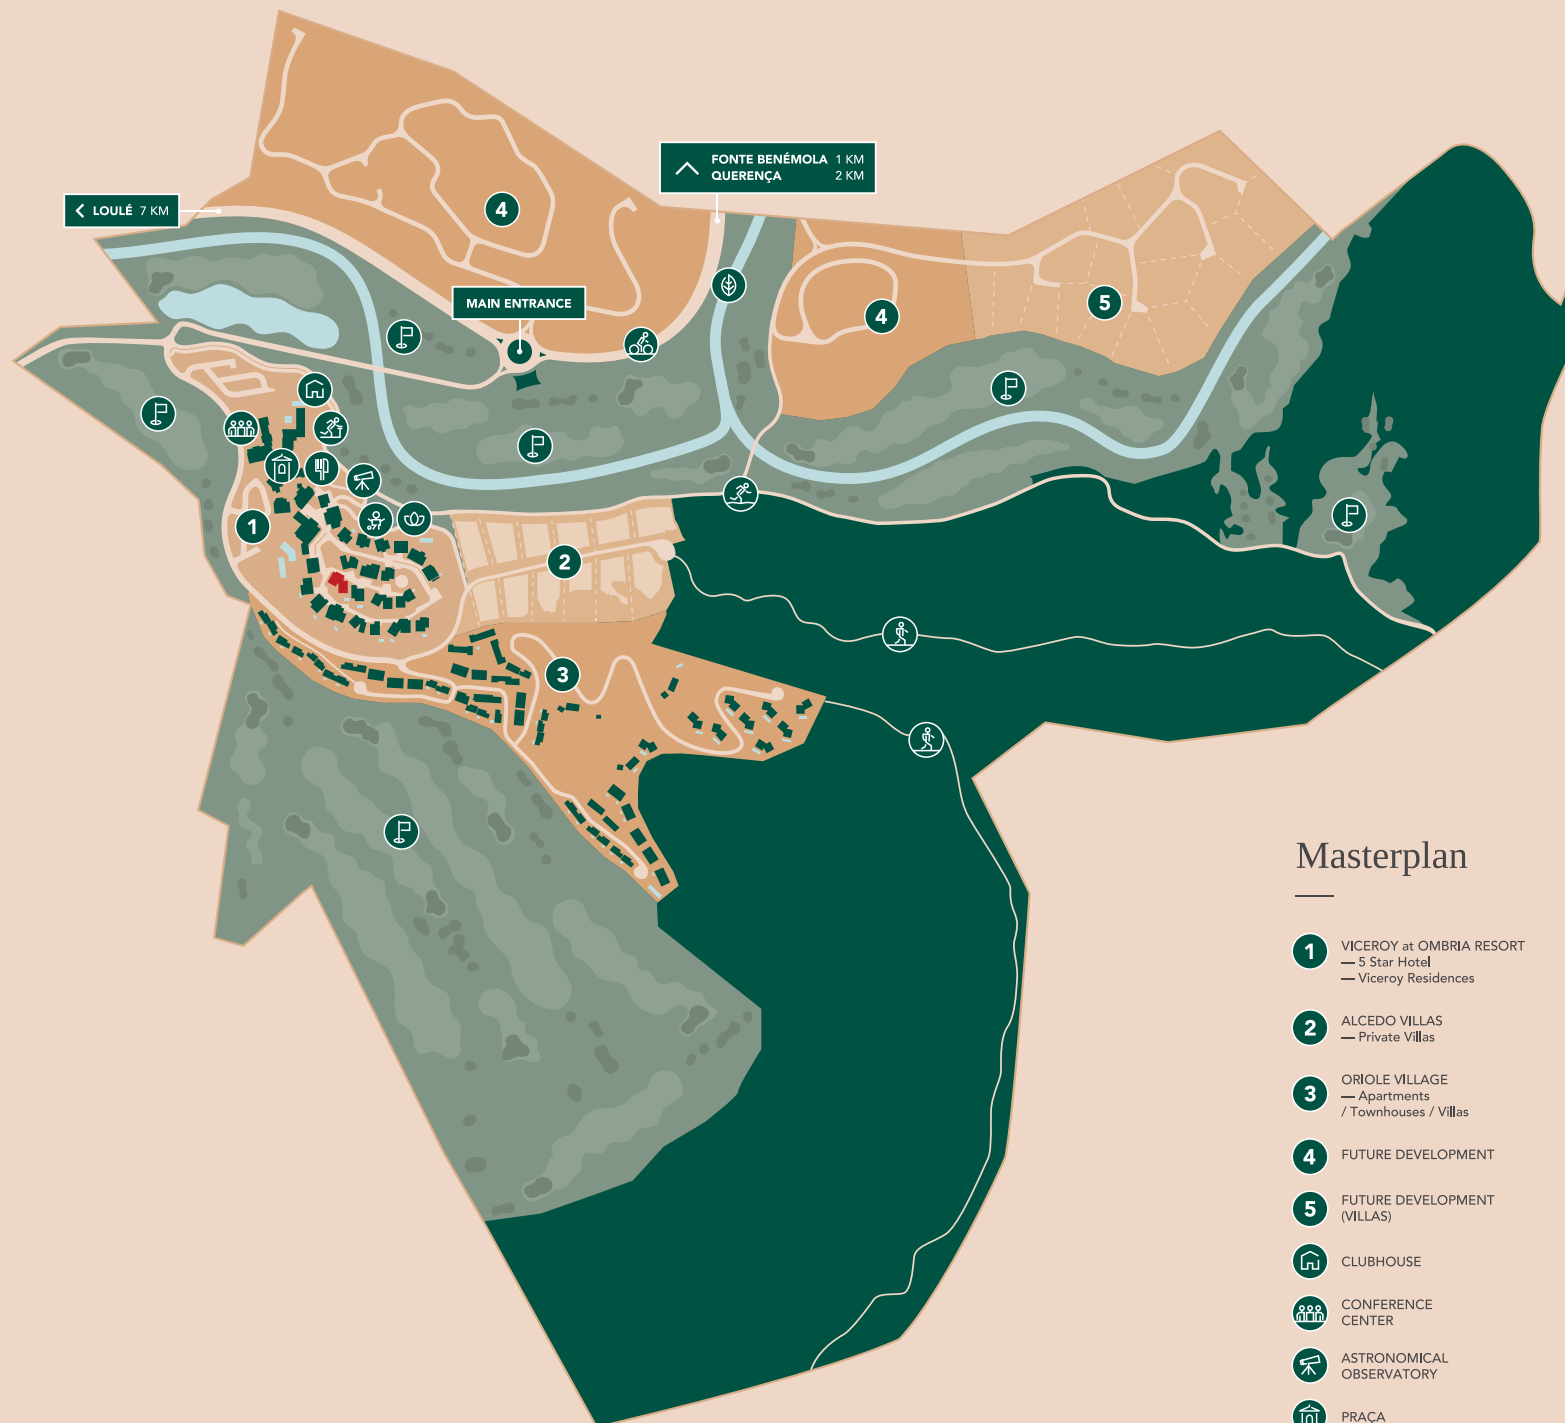 FONTE BENÉMOLA 1 KM
QUERENÇA 2 KM
LOULÉ 7 KM
4
MAIN ENTRANCE
4
5
1
2
3
Masterplan
1 VICEROY at OMBRIA RESORT
— 5 Star Hotel
— Viceroy Residences
2 ALCEDO VILLAS
— Private Villas
3 ORIOLE VILLAGE
— Apartments
/ Townhouses / Villas
4 FUTURE DEVELOPMENT
5 FUTURE DEVELOPMENT
(VILLAS)
CLUBHOUSE
CONFERENCE
CENTER
ASTRONOMICAL
OBSERVATORY
PRAÇA